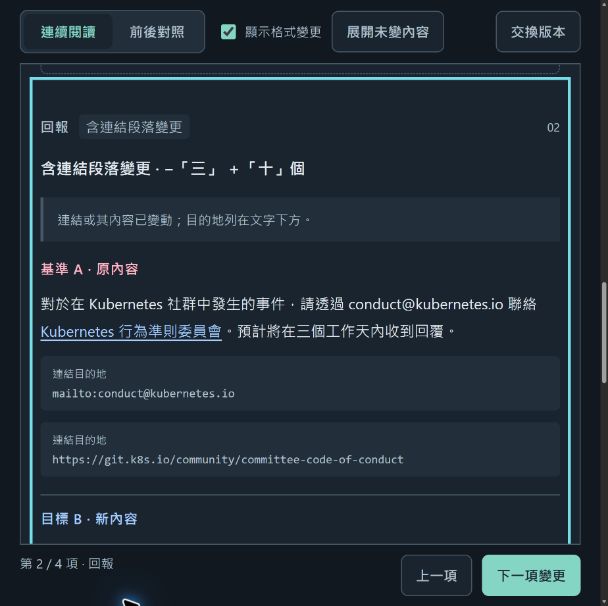 連續閱讀 前後對照 顯示格式變更 展開未變內容 交換版本
回報 含連結段落變更 02
含連結段落變更 · −「三」 +「十」個
連結或其內容已變動；目的地列在文字下方。
基準 A · 原內容
對於在 Kubernetes 社群中發生的事件，請透過 conduct@kubernetes.io 聯絡
Kubernetes 行為準則委員會。預計將在三個工作天內收到回覆。
連結目的地
mailto:conduct@kubernetes.io
連結目的地
https://git.k8s.io/community/committee-code-of-conduct
目標 B · 新內容
第 2 / 4 項 · 回報 上一項 下一項變更